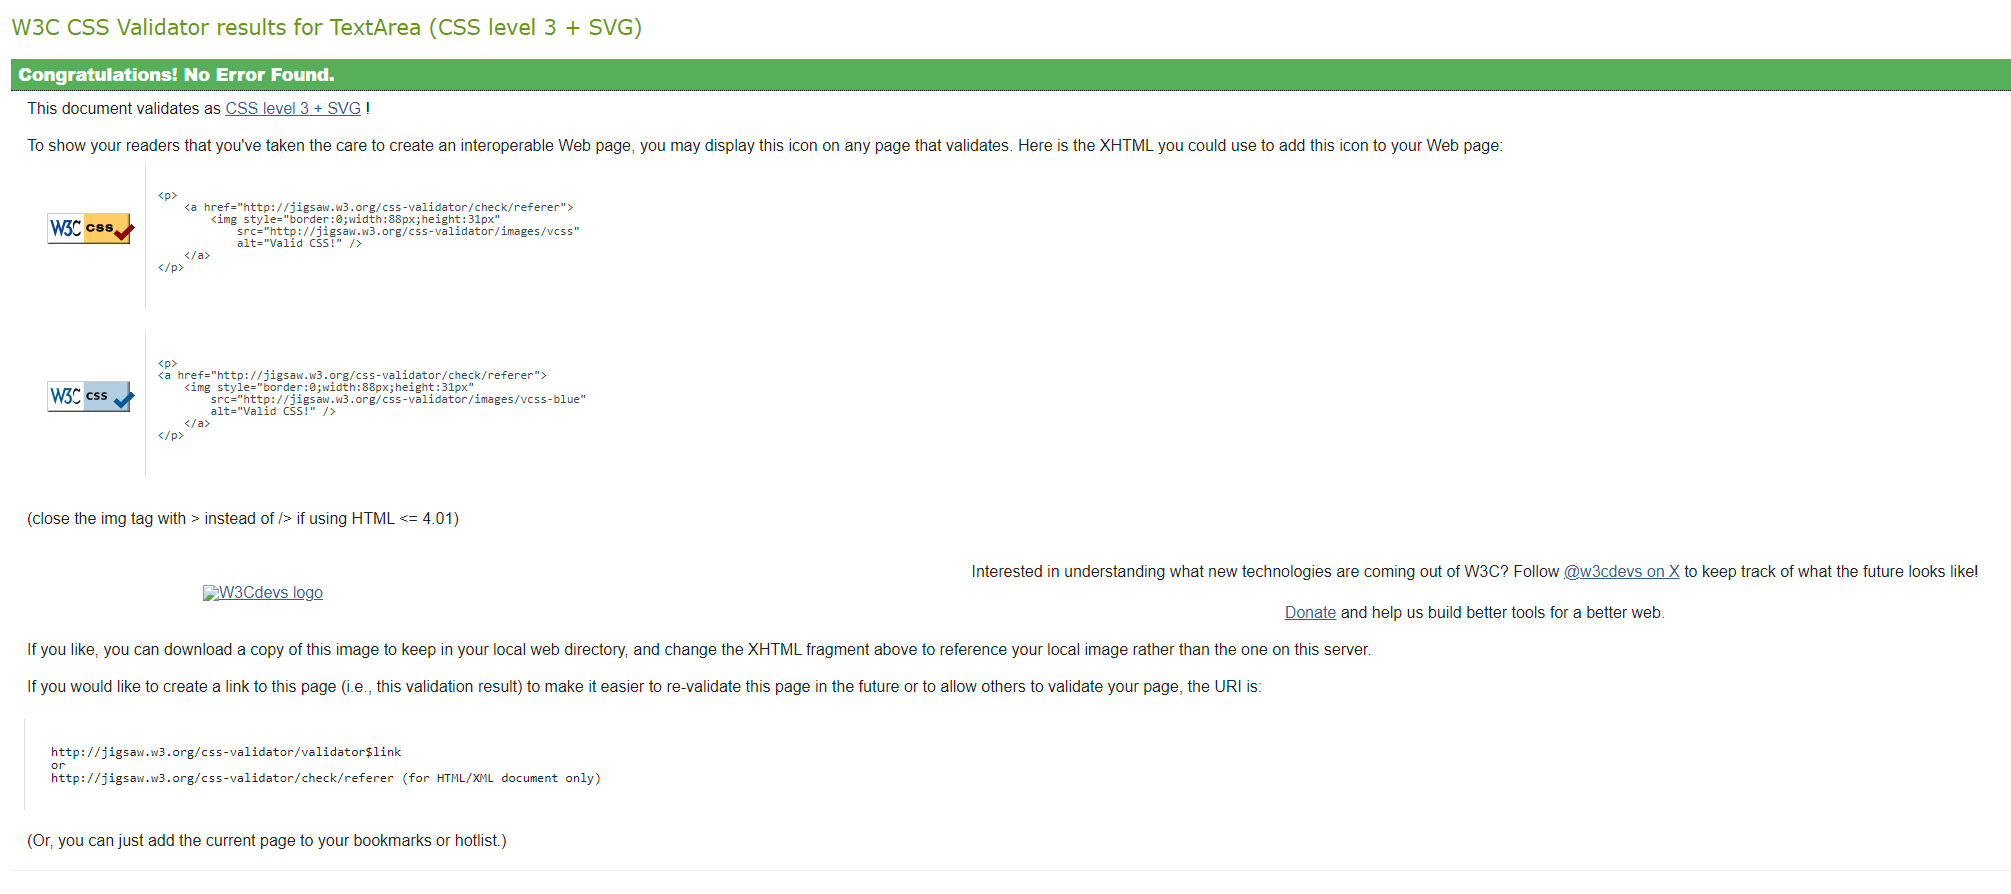 W3C CSS Validator results for TextArea (CSS level 3 + SVG)
Congratulations! No Error Found.
This document validates as CSS level 3 + SVG !
To show your readers that you've taken the care to create an interoperable Web page, you may display this icon on any page that validates. Here is the XHTML you could use to add this icon to your Web page:
W3C css
<p>
    <a href="http://jigsaw.w3.org/css-validator/check/referer">
        <img style="border:0;width:88px;height:31px"
            src="http://jigsaw.w3.org/css-validator/images/vcss"
            alt="Valid CSS!" />
    </a>
</p>
W3C css
<p>
<a href="http://jigsaw.w3.org/css-validator/check/referer">
    <img style="border:0;width:88px;height:31px"
        src="http://jigsaw.w3.org/css-validator/images/vcss-blue"
        alt="Valid CSS!" />
    </a>
</p>
(close the img tag with > instead of /> if using HTML <= 4.01)
W3Cdevs logo
Interested in understanding what new technologies are coming out of W3C? Follow @w3cdevs on X to keep track of what the future looks like!
Donate and help us build better tools for a better web.
If you like, you can download a copy of this image to keep in your local web directory, and change the XHTML fragment above to reference your local image rather than the one on this server.
If you would like to create a link to this page (i.e., this validation result) to make it easier to re-validate this page in the future or to allow others to validate your page, the URI is:
http://jigsaw.w3.org/css-validator/validator$link
or
http://jigsaw.w3.org/css-validator/check/referer (for HTML/XML document only)
(Or, you can just add the current page to your bookmarks or hotlist.)